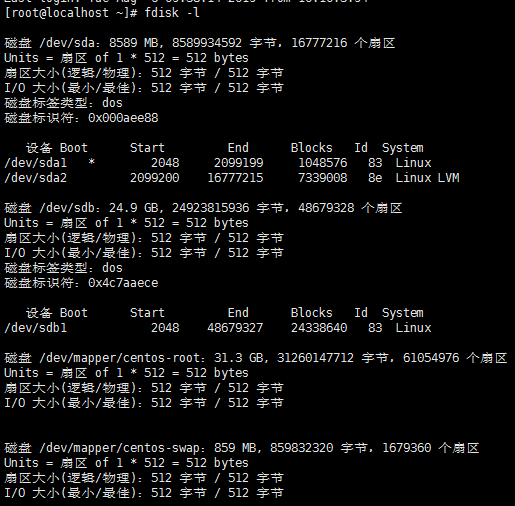 [root@localhost ~]# fdisk -l
磁盘 /dev/sda：8589 MB, 8589934592 字节，16777216 个扇区
Units = 扇区 of 1 * 512 = 512 bytes
扇区大小(逻辑/物理)：512 字节 / 512 字节
I/O 大小(最小/最佳)：512 字节 / 512 字节
磁盘标签类型：dos
磁盘标识符：0x000aee88
设备 Boot Start End Blocks Id System
/dev/sda1 * 2048 2099199 1048576 83 Linux
/dev/sda2 2099200 16777215 7339008 8e Linux LVM
磁盘 /dev/sdb：24.9 GB, 24923815936 字节，48679328 个扇区
Units = 扇区 of 1 * 512 = 512 bytes
扇区大小(逻辑/物理)：512 字节 / 512 字节
I/O 大小(最小/最佳)：512 字节 / 512 字节
磁盘标签类型：dos
磁盘标识符：0x4c7aaece
设备 Boot Start End Blocks Id System
/dev/sdb1 2048 48679327 24338640 83 Linux
磁盘 /dev/mapper/centos-root：31.3 GB, 31260147712 字节，61054976 个扇区
Units = 扇区 of 1 * 512 = 512 bytes
扇区大小(逻辑/物理)：512 字节 / 512 字节
I/O 大小(最小/最佳)：512 字节 / 512 字节
磁盘 /dev/mapper/centos-swap：859 MB, 859832320 字节，1679360 个扇区
Units = 扇区 of 1 * 512 = 512 bytes
扇区大小(逻辑/物理)：512 字节 / 512 字节
I/O 大小(最小/最佳)：512 字节 / 512 字节